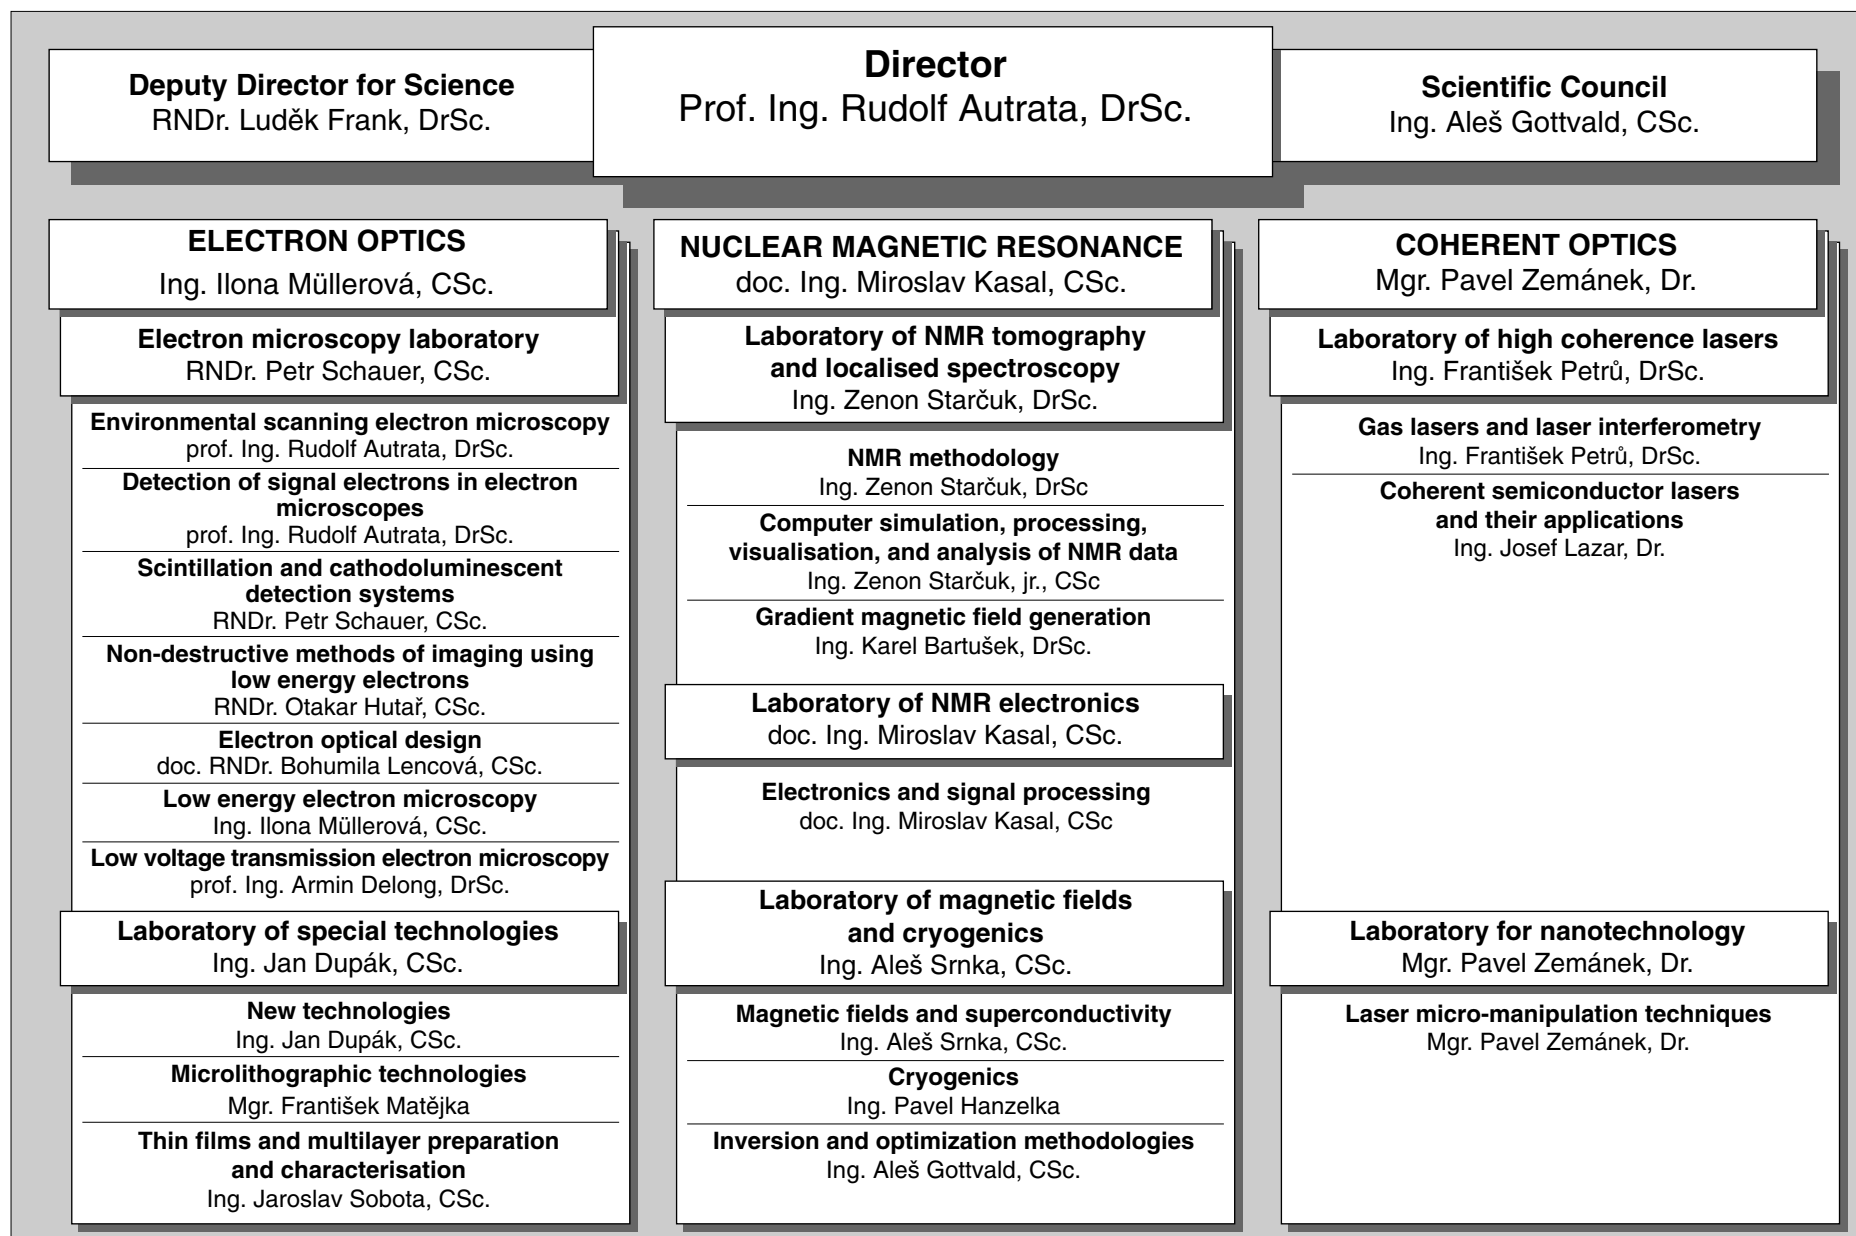 Deputy Director for Science
RNDr. Luděk Frank, DrSc.
Director
Prof. Ing. Rudolf Autrata, DrSc.
Scientific Council
Ing. Aleš Gottvald, CSc.
ELECTRON OPTICS
Ing. Ilona Müllerová, CSc.
Electron microscopy laboratory
RNDr. Petr Schauer, CSc.
Environmental scanning electron microscopy
prof. Ing. Rudolf Autrata, DrSc.
Detection of signal electrons in electron
microscopes
prof. Ing. Rudolf Autrata, DrSc.
Scintillation and cathodoluminescent
detection systems
RNDr. Petr Schauer, CSc.
Non-destructive methods of imaging using
low energy electrons
RNDr. Otakar Hutař, CSc.
Electron optical design
doc. RNDr. Bohumila Lencová, CSc.
Low energy electron microscopy
Ing. Ilona Müllerová, CSc.
Low voltage transmission electron microscopy
prof. Ing. Armin Delong, DrSc.
Laboratory of special technologies
Ing. Jan Dupák, CSc.
New technologies
Ing. Jan Dupák, CSc.
Microlithographic technologies
Mgr. František Matějka
Thin films and multilayer preparation
and characterisation
Ing. Jaroslav Sobota, CSc.
NUCLEAR MAGNETIC RESONANCE
doc. Ing. Miroslav Kasal, CSc.
Laboratory of NMR tomography
and localised spectroscopy
Ing. Zenon Starčuk, DrSc.
NMR methodology
Ing. Zenon Starčuk, DrSc
Computer simulation, processing,
visualisation, and analysis of NMR data
Ing. Zenon Starčuk, jr., CSc
Gradient magnetic field generation
Ing. Karel Bartušek, DrSc.
Laboratory of NMR electronics
doc. Ing. Miroslav Kasal, CSc.
Electronics and signal processing
doc. Ing. Miroslav Kasal, CSc
Laboratory of magnetic fields
and cryogenics
Ing. Aleš Srnka, CSc.
Magnetic fields and superconductivity
Ing. Aleš Srnka, CSc.
Cryogenics
Ing. Pavel Hanzelka
Inversion and optimization methodologies
Ing. Aleš Gottvald, CSc.
COHERENT OPTICS
Mgr. Pavel Zemánek, Dr.
Laboratory of high coherence lasers
Ing. František Petrů, DrSc.
Gas lasers and laser interferometry
Ing. František Petrů, DrSc.
Coherent semiconductor lasers
and their applications
Ing. Josef Lazar, Dr.
Laboratory for nanotechnology
Mgr. Pavel Zemánek, Dr.
Laser micro-manipulation techniques
Mgr. Pavel Zemánek, Dr.